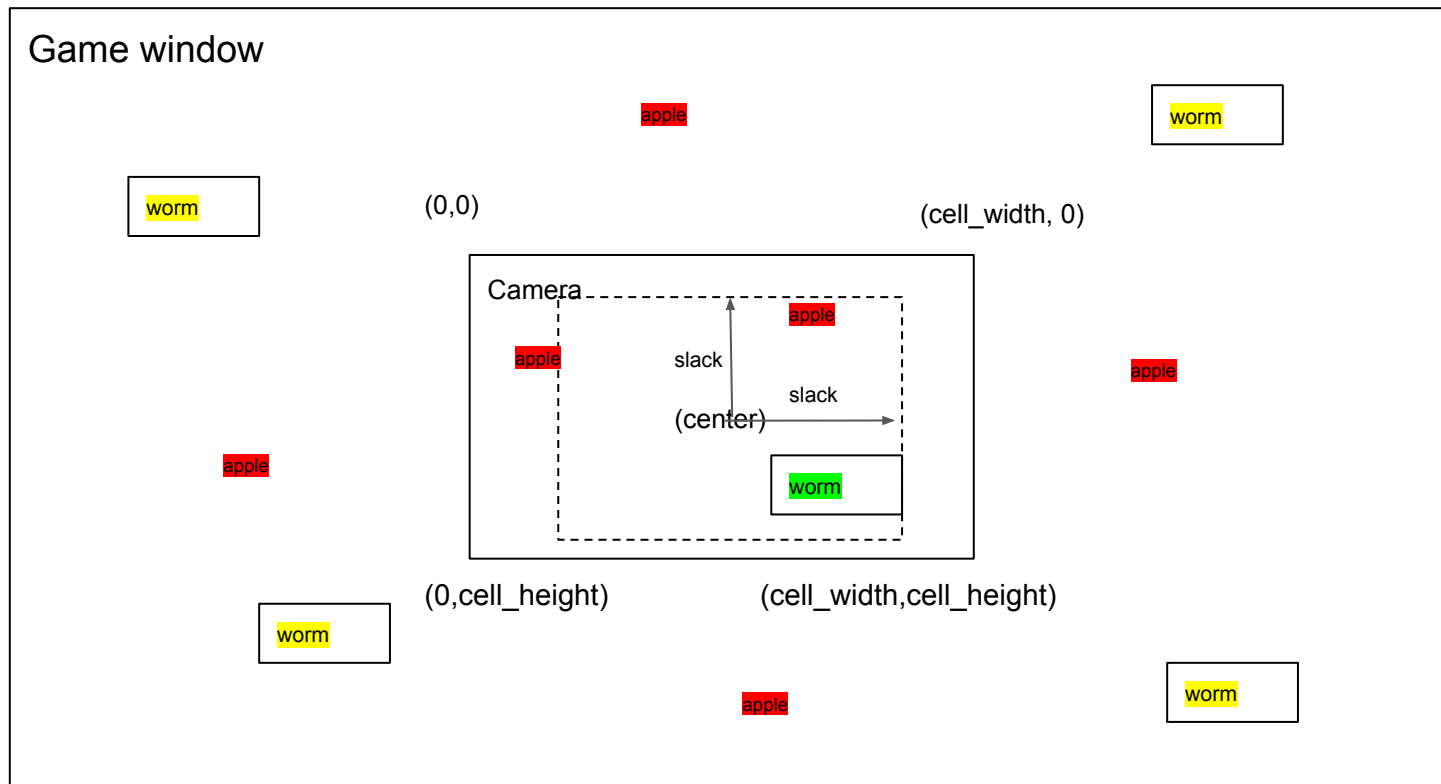 Game window
apple
worm
worm
(0,0)
(cell_width, 0)
Camera
apple
apple
slack
apple
slack
(center)
apple
worm
(0,cell_height)
(cell_width,cell_height)
worm
worm
apple